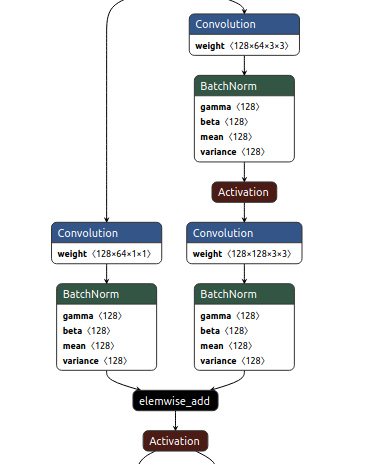 Convolution
weight ⟨128×64×3×3⟩
BatchNorm
gamma ⟨128⟩
beta ⟨128⟩
mean ⟨128⟩
variance ⟨128⟩
Activation
Convolution
weight ⟨128×64×1×1⟩
Convolution
weight ⟨128×128×3×3⟩
BatchNorm
gamma ⟨128⟩
beta ⟨128⟩
mean ⟨128⟩
variance ⟨128⟩
BatchNorm
gamma ⟨128⟩
beta ⟨128⟩
mean ⟨128⟩
variance ⟨128⟩
elemwise_add
Activation